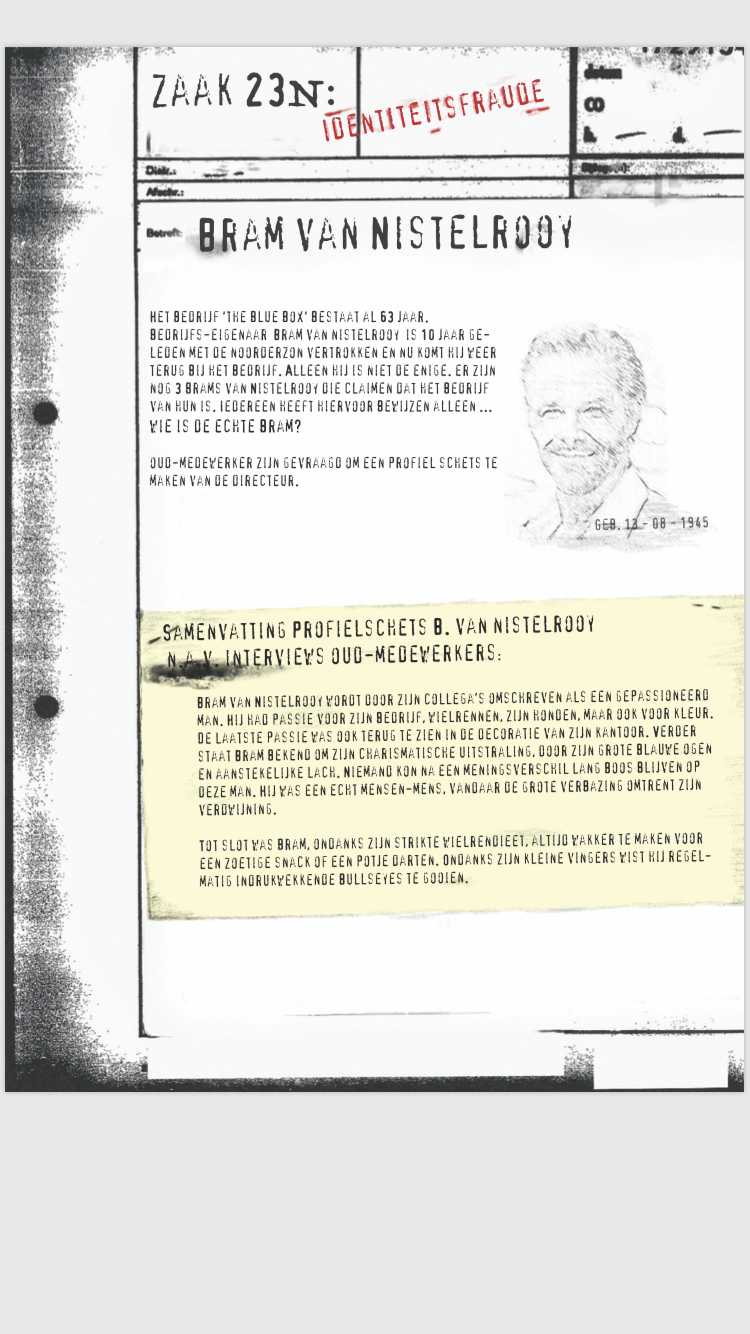 ZAAK 23N:
IDENTITEITSFRAUDE
Distr.:
Afschr.:
Betreft:
BRAM VAN NISTELROOY
HET BEDRIJF 'THE BLUE BOX' BESTAAT AL 63 JAAR.
BEDRIJFS-EIGENAAR BRAM VAN NISTELROOY IS 10 JAAR GE-
LEDEN MET DE NOORDERZON VERTROKKEN EN NU KOMT HIJ WEER
TERUG BIJ HET BEDRIJF. ALLEEN HIJ IS NIET DE ENIGE. ER ZIJN
NOG 3 BRAMS VAN NISTELROOY DIE CLAIMEN DAT HET BEDRIJF
VAN HUN IS. IEDEREEN HEEFT HIERVOOR BEWIJZEN ALLEEN ...
WIE IS DE ECHTE BRAM?
OUD-MEDEWERKER ZIJN GEVRAAGD OM EEN PROFIEL SCHETS TE
MAKEN VAN DE DIRECTEUR.
GEB. 13 - 08 - 1945
SAMENVATTING PROFIELSCHETS B. VAN NISTELROOY
N.A.V. INTERVIEWS OUD-MEDEWERKERS:
BRAM VAN NISTELROOY WORDT DOOR ZIJN COLLEGA'S OMSCHREVEN ALS EEN GEPASSIONEERD
MAN. HIJ HAD PASSIE VOOR ZIJN BEDRIJF, WIELRENNEN, ZIJN HONDEN, MAAR OOK VOOR KLEUR.
DE LAATSTE PASSIE WAS OOK TERUG TE ZIEN IN DE DECORATIE VAN ZIJN KANTOOR. VERDER
STAAT BRAM BEKEND OM ZIJN CHARISMATISCHE UITSTRALING, DOOR ZIJN GROTE BLAUWE OGEN
EN AANSTEKELIJKE LACH. NIEMAND KON NA EEN MENINGSVERSCHIL LANG BOOS BLIJVEN OP
DEZE MAN. HIJ WAS EEN ECHT MENSEN-MENS, VANDAAR DE GROTE VERBAZING OMTRENT ZIJN
VERDWIJNING.
TOT SLOT WAS BRAM, ONDANKS ZIJN STRIKTE WIELRENDIEET, ALTIJD WAKKER TE MAKEN VOOR
EEN ZOETIGE SNACK OF EEN POTJE DARTEN. ONDANKS ZIJN KLEINE VINGERS WIST HIJ REGEL-
MATIG INDRUKWEKKENDE BULLSEYES TE GOOIEN.